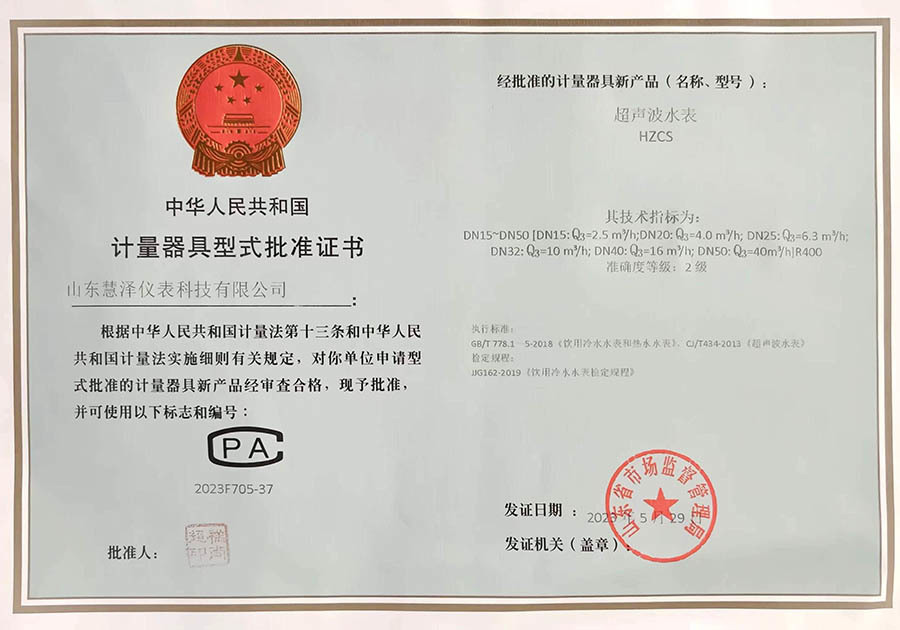 中华人民共和国
计量器具型式批准证书
山东慧泽仪表科技有限公司：
根据中华人民共和国计量法第十三条和中华人民
共和国计量法实施细则有关规定，对你单位申请型
式批准的计量器具新产品经审查合格，现予批准，
并可使用以下标志和编号：
CPA
2023F705-37
批准人：
经批准的计量器具新产品（名称、型号）：
超声波水表
HZCS
其技术指标为：
DN15~DN50 [DN15: Q3=2.5 m³/h;DN20: Q3=4.0 m³/h; DN25: Q3=6.3 m³/h;
DN32: Q3=10 m³/h; DN40: Q3=16 m³/h; DN50: Q3=40m³/h]R400
准确度等级：2 级
执行标准：
GB/T 778.1—5-2018《饮用冷水水表和热水水表》、CJ/T434-2013《超声波水表》
检定规程：
JJG162-2019《饮用冷水水表检定规程》
发证日期：2023 年 5 月 29
发证机关（盖章）：
山东省市场监督管理局